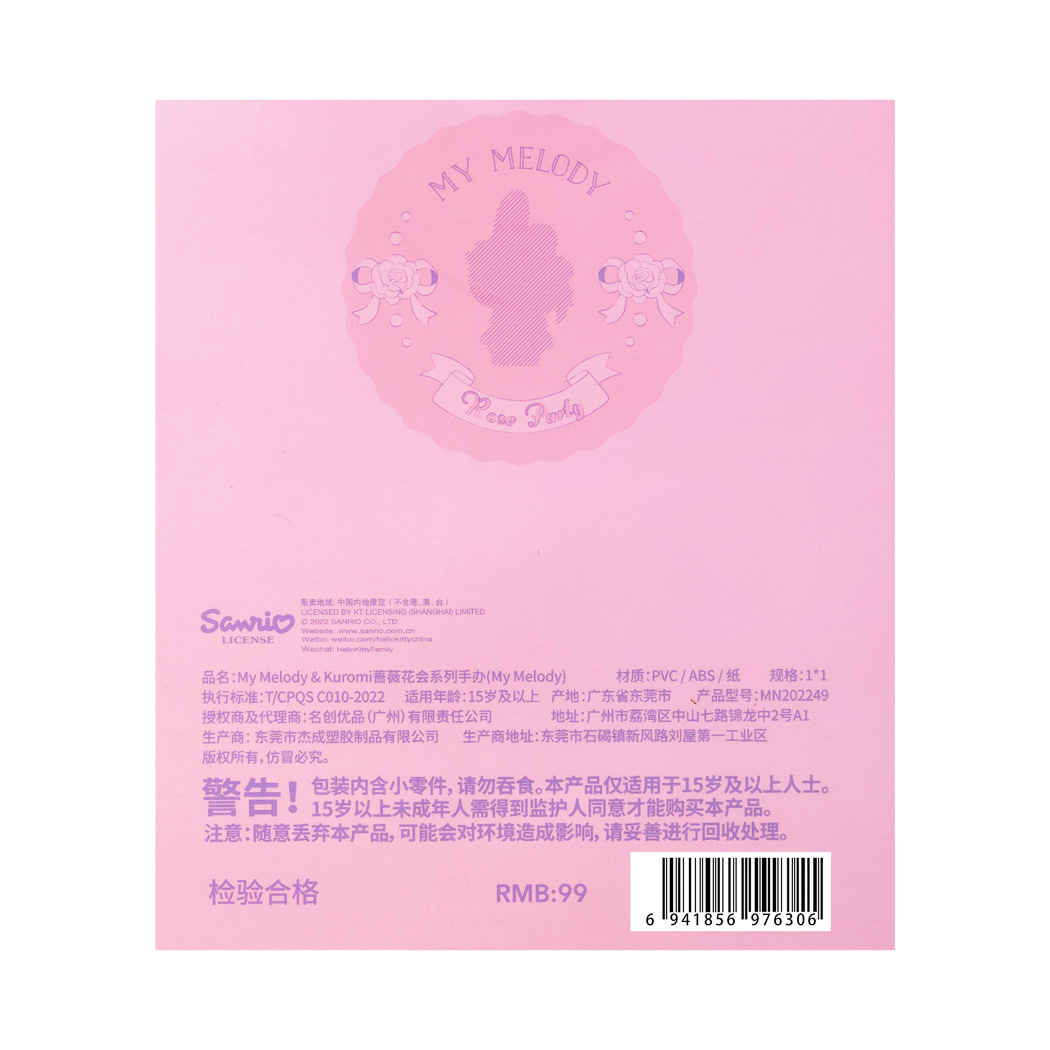 MY MELODY
Rose Party
Sanrio
LICENSE
贩卖地域: 中国内地限定 ( 不含港、澳、台 )
LICENSED BY KT LICENSING (SHANGHAI) LIMITED
© 2022 SANRIO CO., LTD.
Website: www.sanrio.com.cn
Weibo: weibo.com/hellokittychina
Wechat: HelloKittyFamily
品名：My Melody & Kuromi蔷薇花会系列手办(My Melody) 材质：PVC / ABS / 纸 规格：1*1
执行标准：T/CPQS C010-2022 适用年龄：15岁及以上 产地：广东省东莞市 产品型号：MN202249
授权商及代理商：名创优品（广州）有限责任公司 地址：广州市荔湾区中山七路锦龙中2号A1
生产商：东莞市杰成塑胶制品有限公司 生产商地址：东莞市石碣镇新风路刘屋第一工业区
版权所有，仿冒必究。
警告！包装内含小零件，请勿吞食。本产品仅适用于15岁及以上人士。
15岁以上未成年人需得到监护人同意才能购买本产品。
注意：随意丢弃本产品，可能会对环境造成影响，请妥善进行回收处理。
检验合格 RMB:99
6 941856 976306